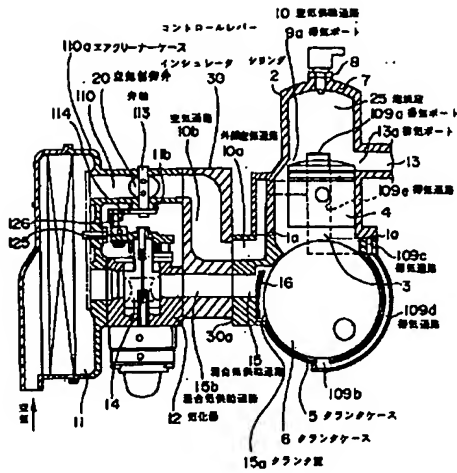 コントロールレバー
10 空気供給通路
9a 掃気ポート
110a エアクリーナーケース
インシュレータ
シリンダ
20 空気制御弁
30
2
8
弁軸
7
110
113
空気通路
114
10b
25 燃焼室
109a 掃気ポート
11b
外部空気通路
13a 排気ポート
10a
13
109e 掃気通路
126
4
125
1a
1a
109c
掃気通路
16
3
109d
掃気通路
30a
15
109b
混合気供給通路
空気
11
14
15b
混合気供給通路
5 クランクケース
12 気化器
6 クランクケース
15a クランク室